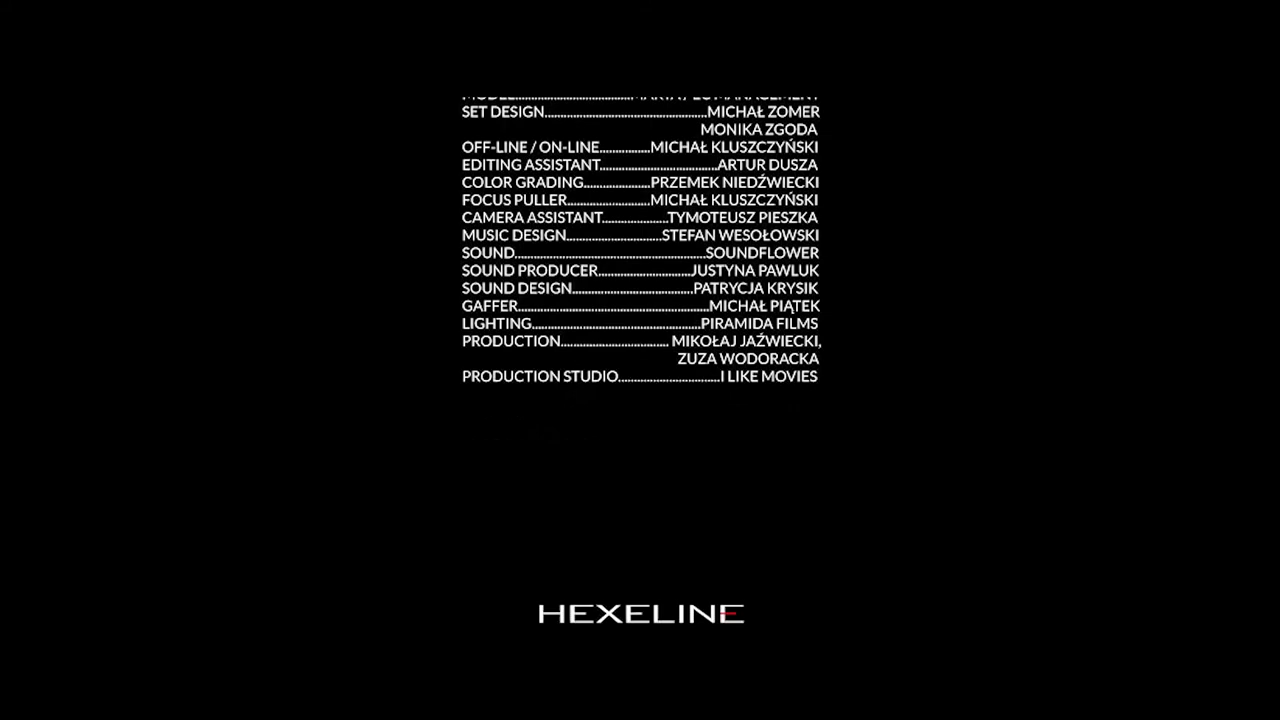 SET DESIGN................................................MICHAŁ ZOMER
MONIKA ZGODA
OFF-LINE / ON-LINE...............MICHAŁ KLUSZCZYŃSKI
EDITING ASSISTANT...................................ARTUR DUSZA
COLOR GRADING....................PRZEMEK NIEDŹWIECKI
FOCUS PULLER.........................MICHAŁ KLUSZCZYŃSKI
CAMERA ASSISTANT....................TYMOTEUSZ PIESZKA
MUSIC DESIGN.............................STEFAN WESOŁOWSKI
SOUND.........................................................SOUNDFLOWER
SOUND PRODUCER............................JUSTYNA PAWLUK
SOUND DESIGN....................................PATRYCJA KRYSIK
GAFFER.........................................................MICHAŁ PIĄTEK
LIGHTING..................................................PIRAMIDA FILMS
PRODUCTION................................ MIKOŁAJ JAŹWIECKI,
ZUZA WODORACKA
PRODUCTION STUDIO..............................I LIKE MOVIES
HEXELINE